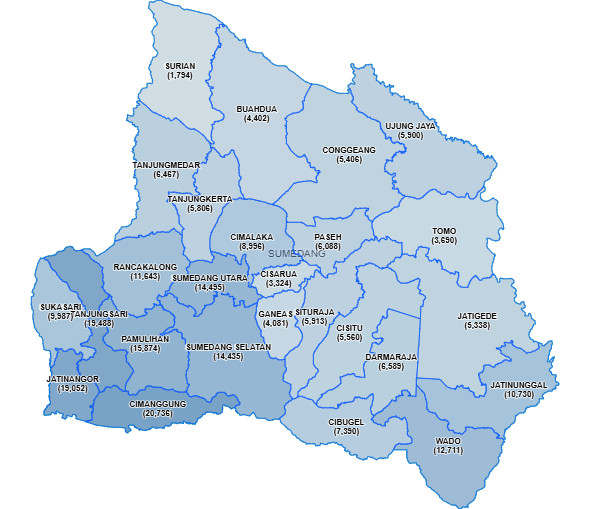 SURIAN
(1,794)
BUAHDUA
(4,402)
UJUNG JAYA
(5,900)
CONGGEANG
(5,406)
TANJUNGMEDAR
(6,467)
TANJUNGKERTA
(5,806)
CIMALAKA
(8,996)
PASEH
(6,088)
TOMO
(3,690)
SUMEDANG
RANCAKALONG
(11,643)
SUMEDANG UTARA
(14,495)
CISARUA
(3,324)
SUKASARI
(9,987)
TANJUNGSARI
(19,488)
GANEAS
(4,081)
SITURAJA
(5,913)
CISITU
(5,560)
JATIGEDE
(5,338)
PAMULIHAN
(15,874)
SUMEDANG SELATAN
(14,435)
DARMARAJA
(6,589)
JATINANGOR
(19,052)
JATINUNGGAL
(10,730)
CIMANGGUNG
(20,736)
CIBUGEL
(7,390)
WADO
(12,711)